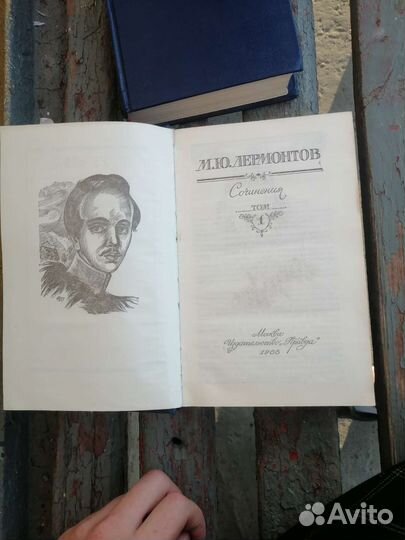 М.Ю.ЛЕРМОНТОВ
Сочинения
ТОМ
1
Москва
Издательство „Правда"
Avito